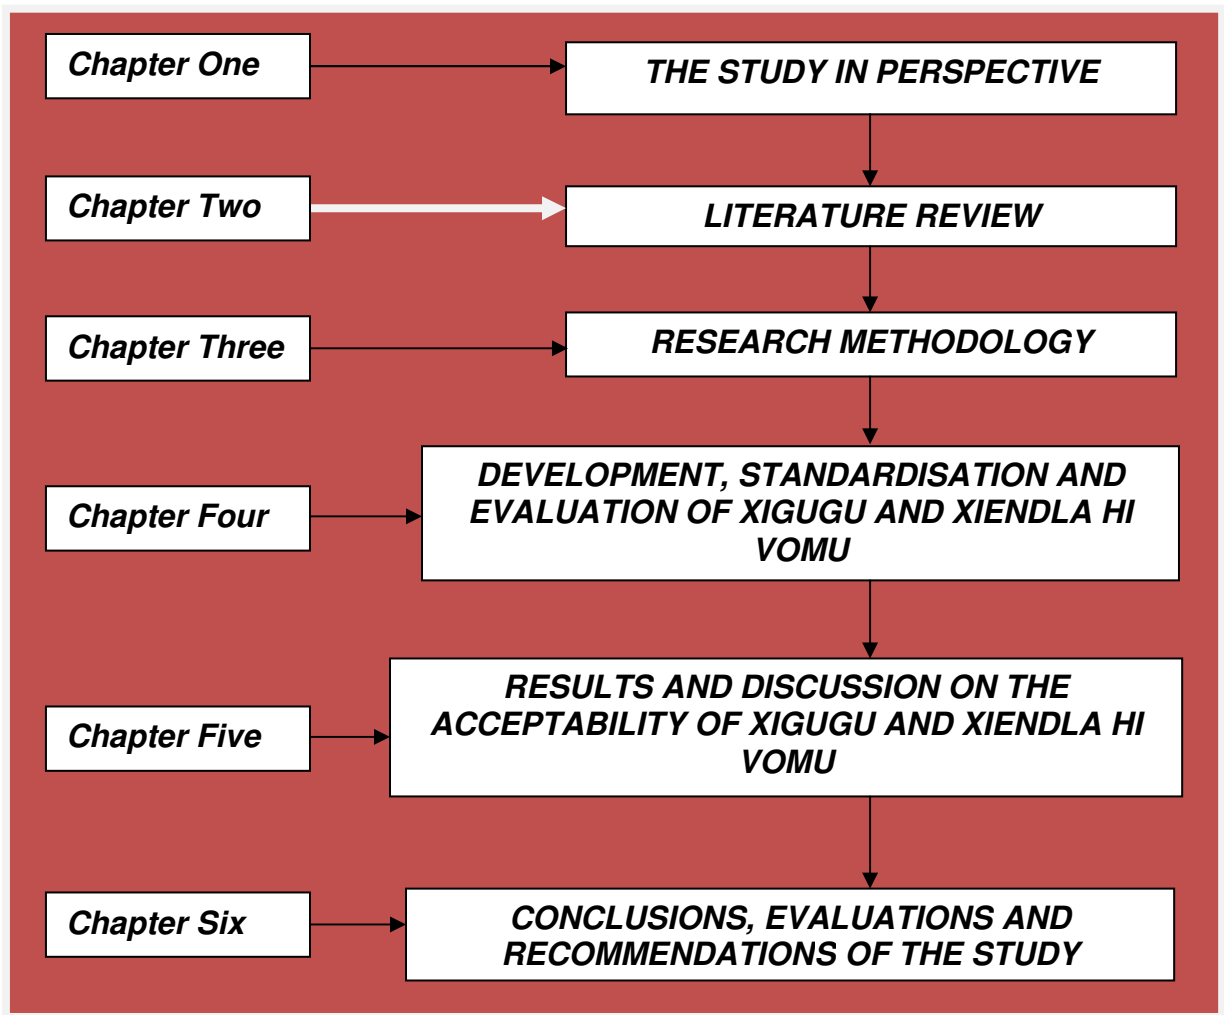 Chapter One
THE STUDY IN PERSPECTIVE
Chapter Two
LITERATURE REVIEW
Chapter Three
RESEARCH METHODOLOGY
Chapter Four
DEVELOPMENT, STANDARDISATION AND
EVALUATION OF XIGUGU AND XIENDLA HI
VOMU
Chapter Five
RESULTS AND DISCUSSION ON THE
ACCEPTABILITY OF XIGUGU AND XIENDLA HI
VOMU
Chapter Six
CONCLUSIONS, EVALUATIONS AND
RECOMMENDATIONS OF THE STUDY